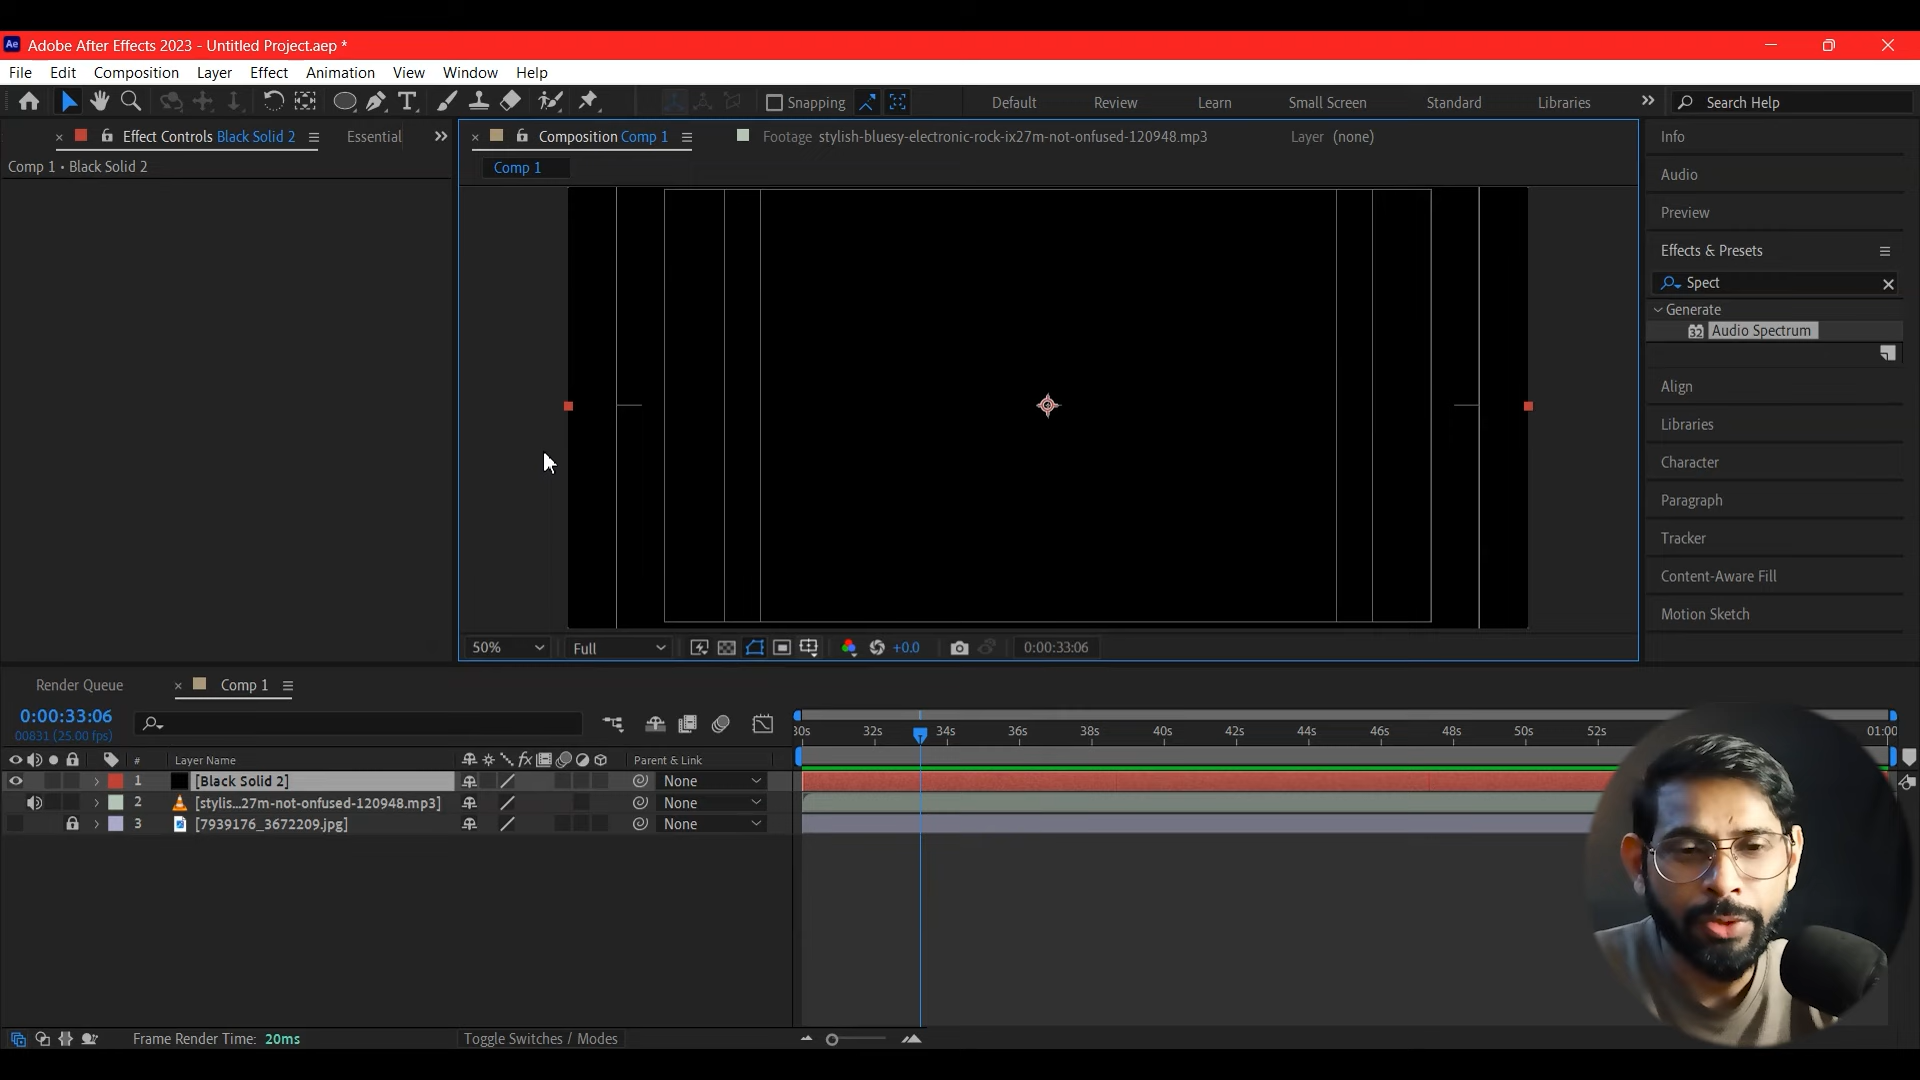 Ae Adobe After Effects 2023 - Untitled Project.aep *
File Edit Composition Layer Effect Animation View Window Help
Snapping Default Review Learn Small Screen Standard Libraries Search Help
Effect Controls Black Solid 2 Essential
Composition Comp 1 Footage stylish-bluesy-electronic-rock-ix27m-not-onfused-120948.mp3 Layer (none)
Comp 1 • Black Solid 2
Comp 1
Info
Audio
Preview
Effects & Presets
Spect
Generate
32 Audio Spectrum
Align
Libraries
Character
Paragraph
Tracker
Content-Aware Fill
Motion Sketch
50% Full +0.0 0:00:33:06
Render Queue Comp 1
0:00:33:06
00831 (25.00 fps)
:30s 32s 34s 36s 38s 40s 42s 44s 46s 48s 50s 52s 01:00
# Layer Name fx Parent & Link
1 [Black Solid 2] None
2 [stylis...27m-not-onfused-120948.mp3] None
3 [7939176_3672209.jpg] None
Frame Render Time: 20ms Toggle Switches / Modes